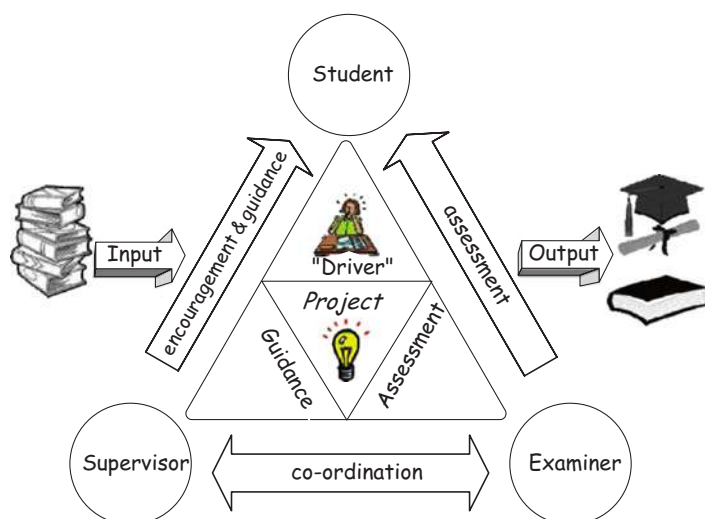 Student
encouragement & guidance
assessment
Input
Output
"Driver"
Project
Guidance
Assessment
Supervisor
co-ordination
Examiner